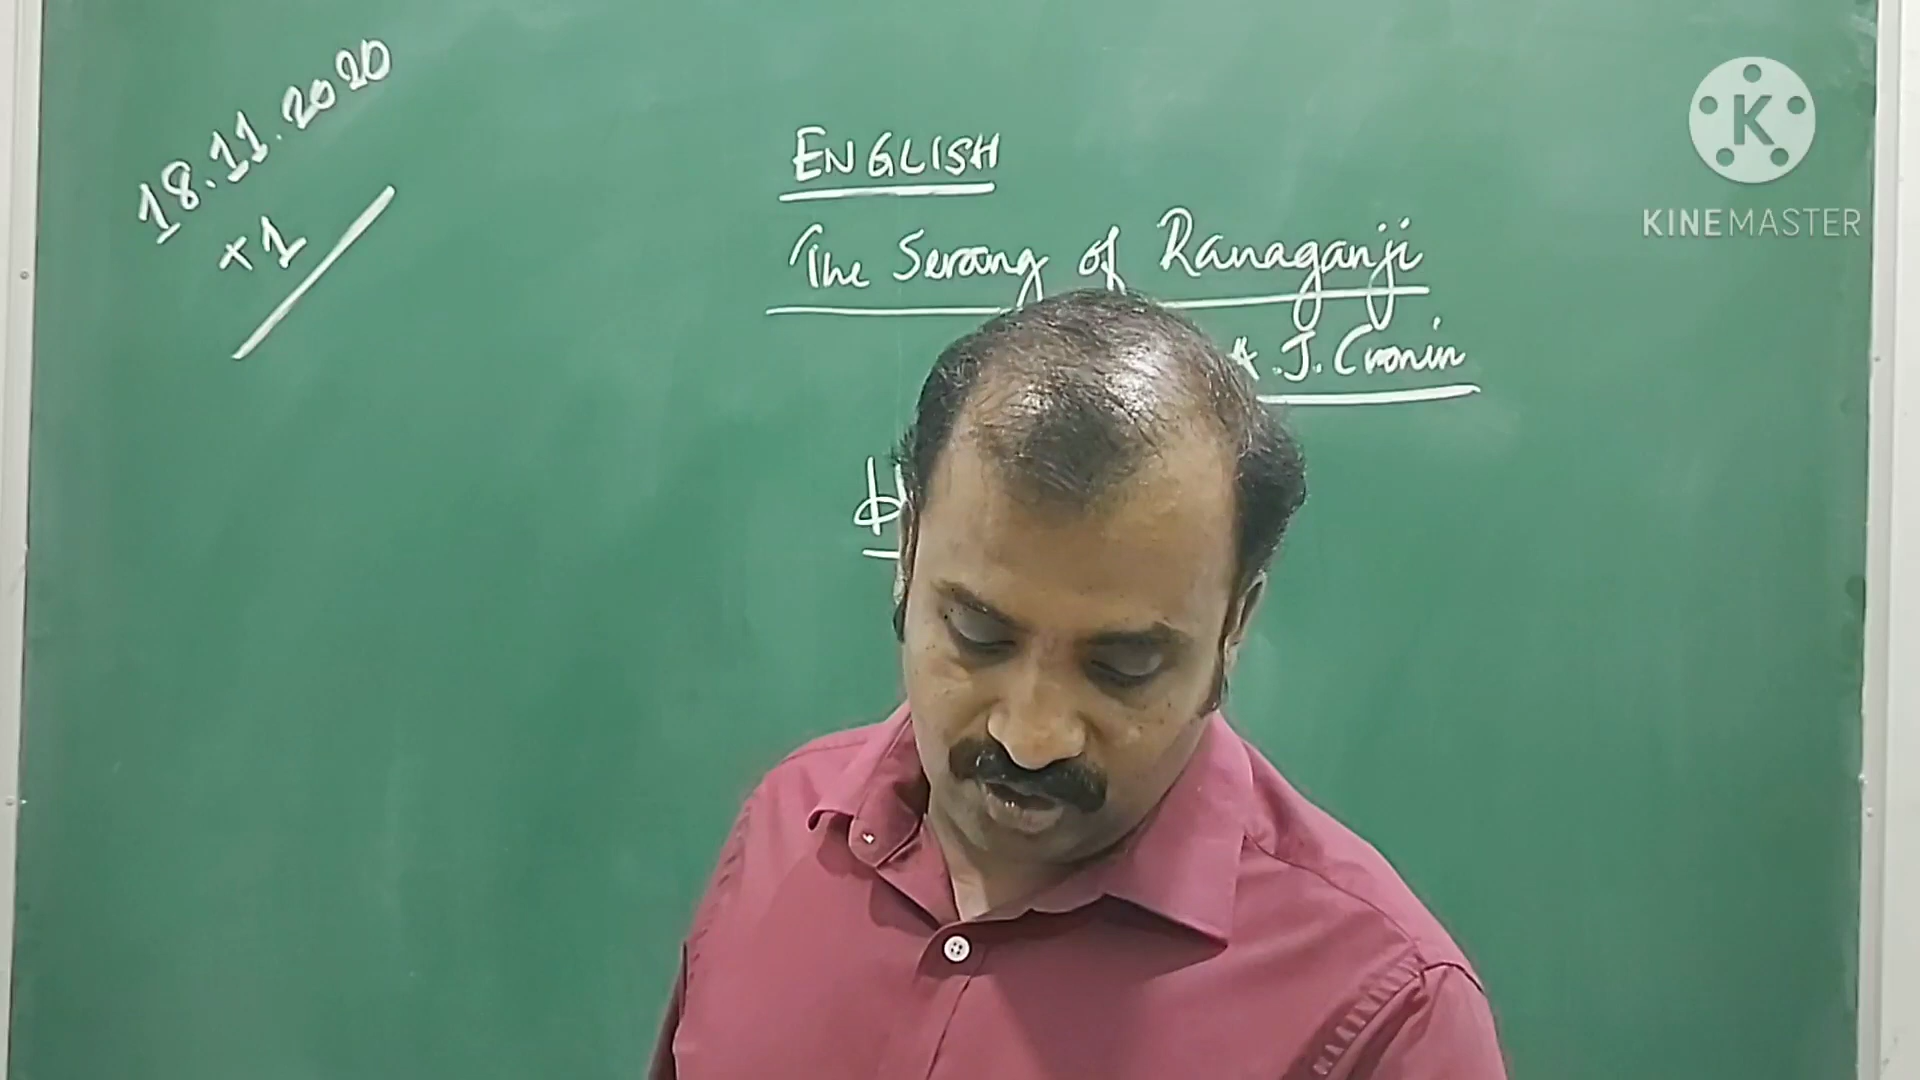 18.11.2020
+1
ENGLISH
The Serang of Ranaganji
A.J. Cronin
K
KINEMASTER